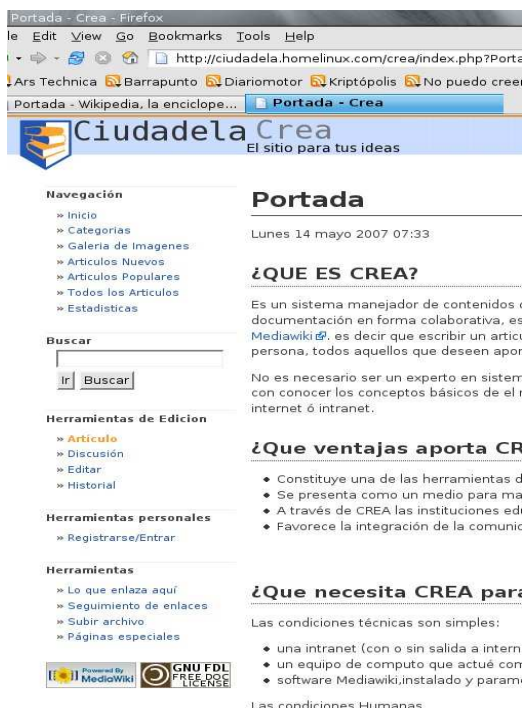 Portada - Crea - Firefox
le Edit View Go Bookmarks Tools Help
http://ciudadela.homelinux.com/crea/index.php?Porta
Ars Technica Barrapunto Diariomotor Kriptópolis No puedo creer
Portada - Wikipedia, la enciclope... Portada - Crea
Ciudadela Crea
El sitio para tus ideas
Navegación
» Inicio
» Categorias
» Galeria de Imagenes
» Articulos Nuevos
» Articulos Populares
» Todos los Articulos
» Estadisticas
Buscar
Ir Buscar
Herramientas de Edicion
» Artículo
» Discusión
» Editar
» Historial
Herramientas personales
» Registrarse/Entrar
Herramientas
» Lo que enlaza aquí
» Seguimiento de enlaces
» Subir archivo
» Páginas especiales
Powered By MediaWiki
GNU FDL
FREE DOC
LICENSE
Portada
Lunes 14 mayo 2007 07:33
¿QUE ES CREA?
Es un sistema manejador de contenidos
documentación en forma colaborativa, es
Mediawiki. es decir que escribir un articu
persona, todos aquellos que deseen apor
No es necesario ser un experto en sistem
con conocer los conceptos básicos de el
internet ó intranet.
¿Que ventajas aporta CR
• Constituye una de las herramientas d
• Se presenta como un medio para ma
• A través de CREA las instituciones edu
• Favorece la integración de la comunic
¿Que necesita CREA para
Las condiciones técnicas son simples:
• una intranet (con o sin salida a intern
• un equipo de computo que actué com
• software Mediawiki,instalado y parame
Las condiciones Humanas